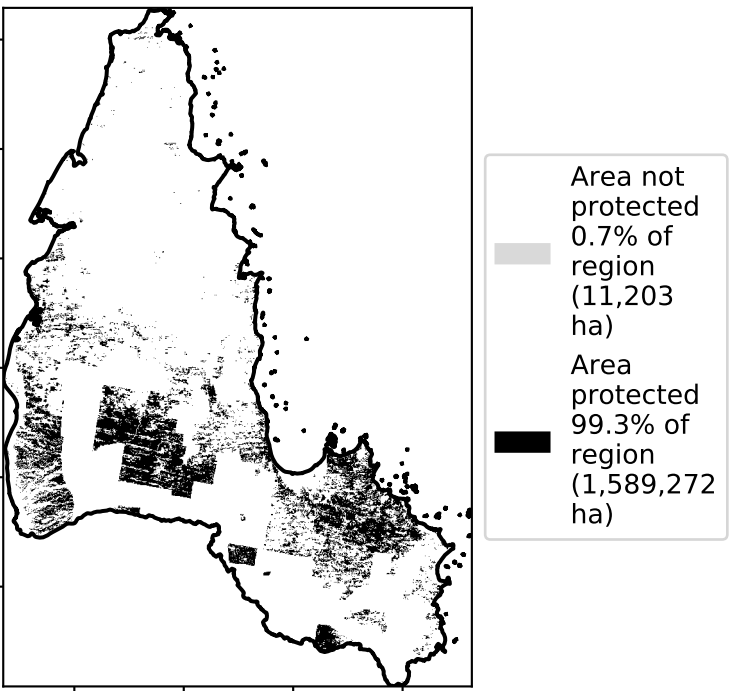 Area not
protected
0.7% of
region
(11,203
ha)
Area
protected
99.3% of
region
(1,589,272
ha)